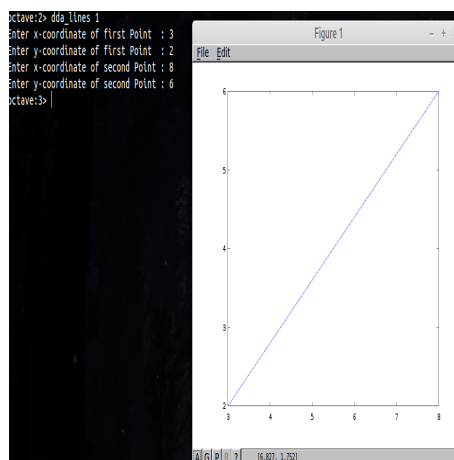 octave:2> dda_lines 1
Enter x-coordinate of first Point  : 3
Enter y-coordinate of first Point  : 2
Enter x-coordinate of second Point : 8
Enter y-coordinate of second Point : 6
octave:3>
Figure 1
File Edit
6
5
4
3
2
3 4 5 6 7 8
A G P R ? [6.827, 1.752]